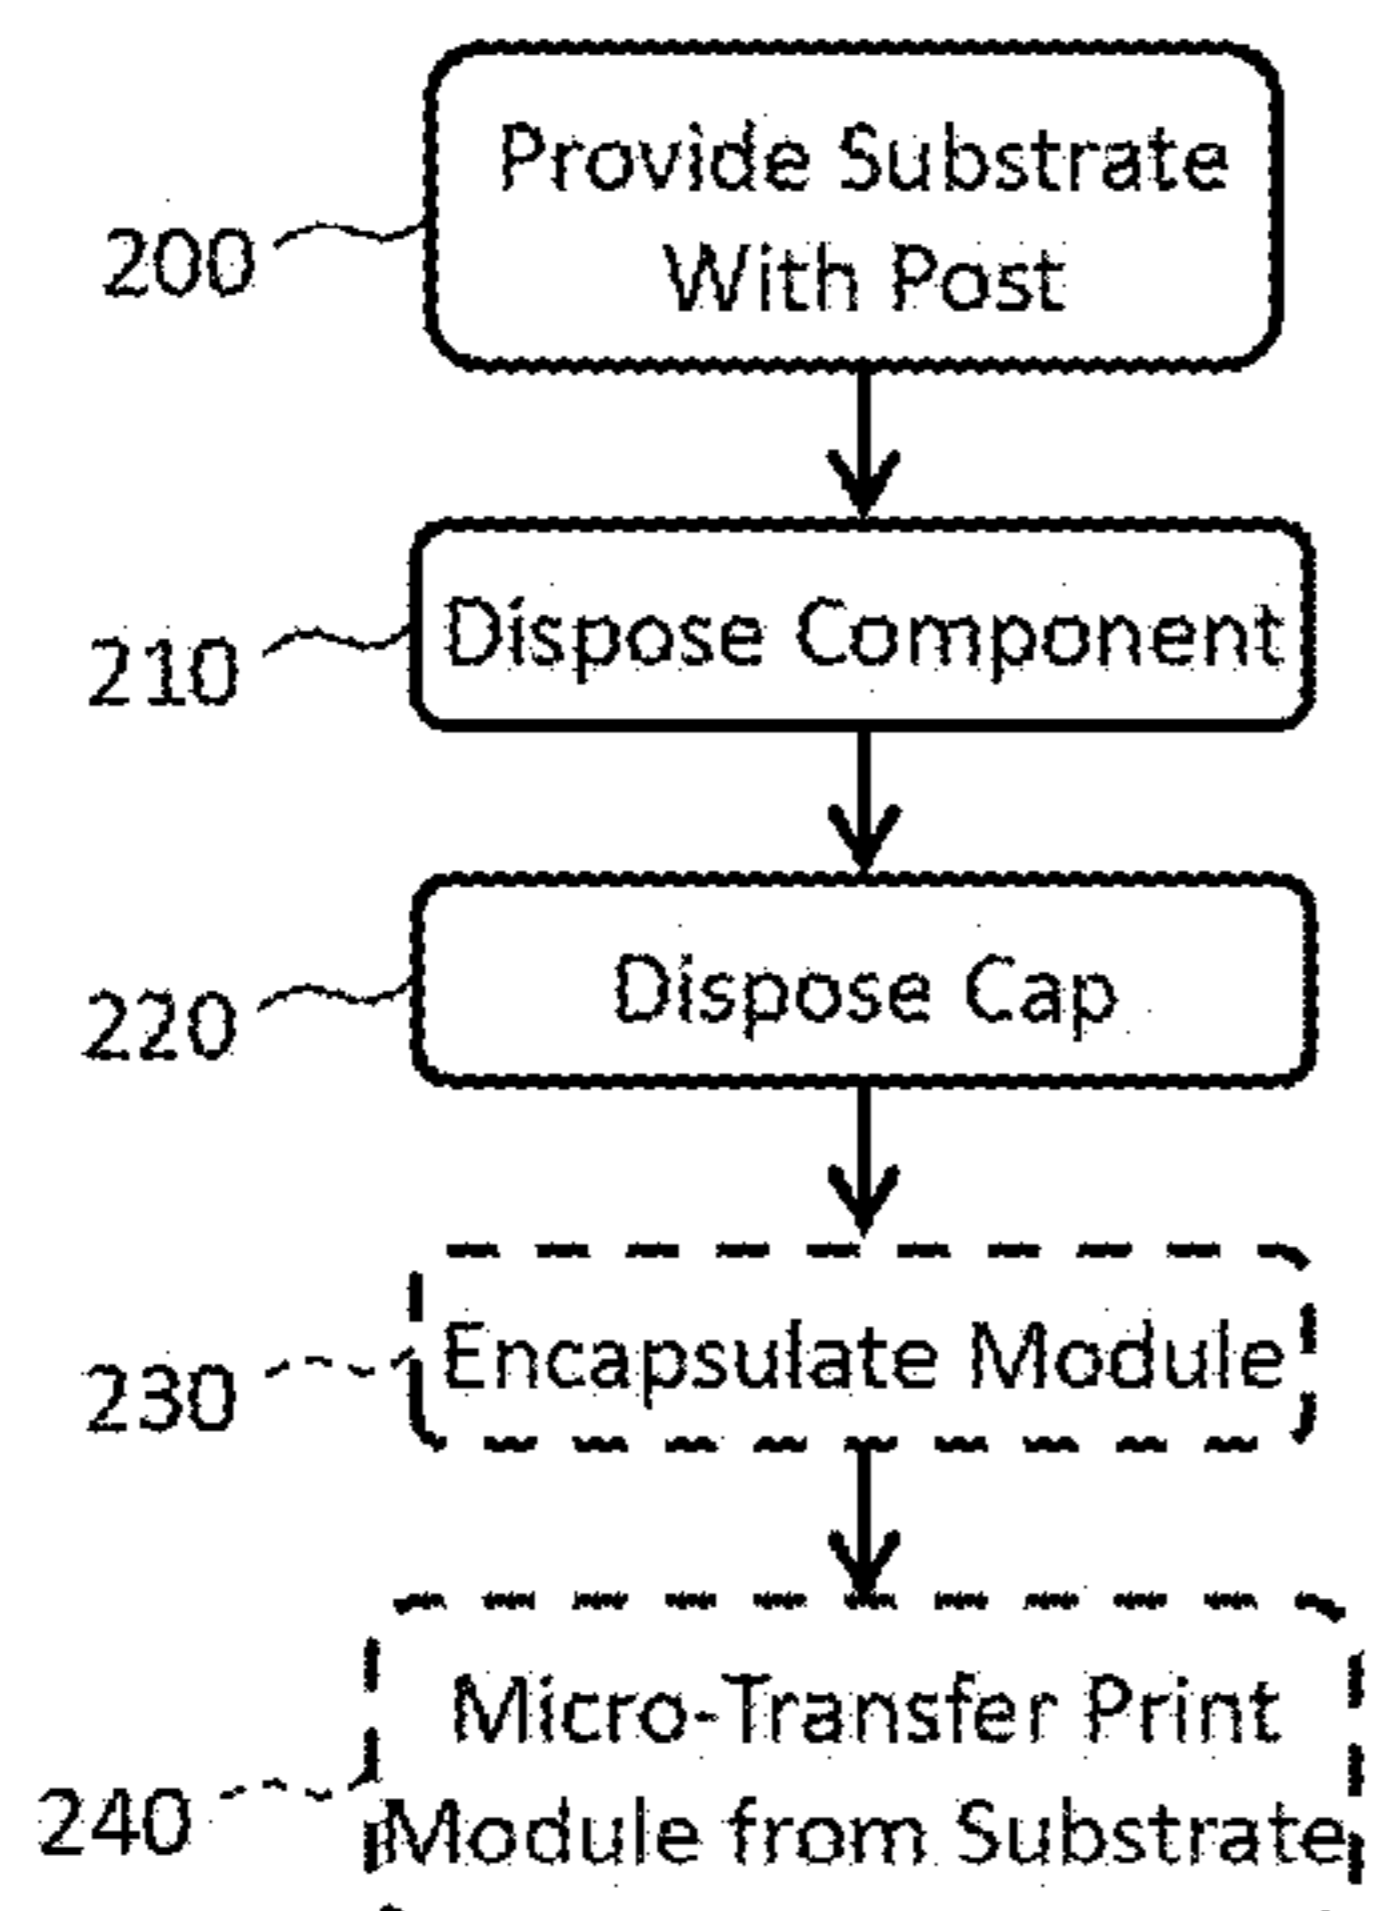 Provide Substrate
With Post
200
Dispose Component
210
Dispose Cap
220
Encapsulate Module
230
Micro-Transfer Print
Module from Substrate
240